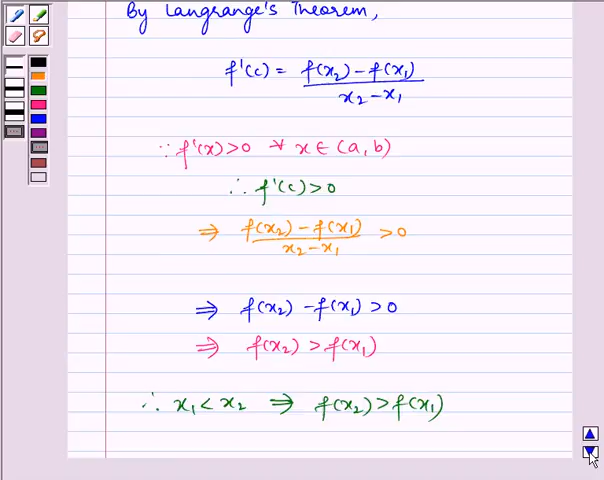 By Langrange's Theorem,
f'(c) = f(x₂) - f(x₁) / x₂ - x₁
∵ f'(x) > 0 ∀ x ∈ (a, b)
∴ f'(c) > 0
⇒ f(x₂) - f(x₁) / x₂ - x₁ > 0
⇒ f(x₂) - f(x₁) > 0
⇒ f(x₂) > f(x₁)
∴ x₁ < x₂ ⇒ f(x₂) > f(x₁)